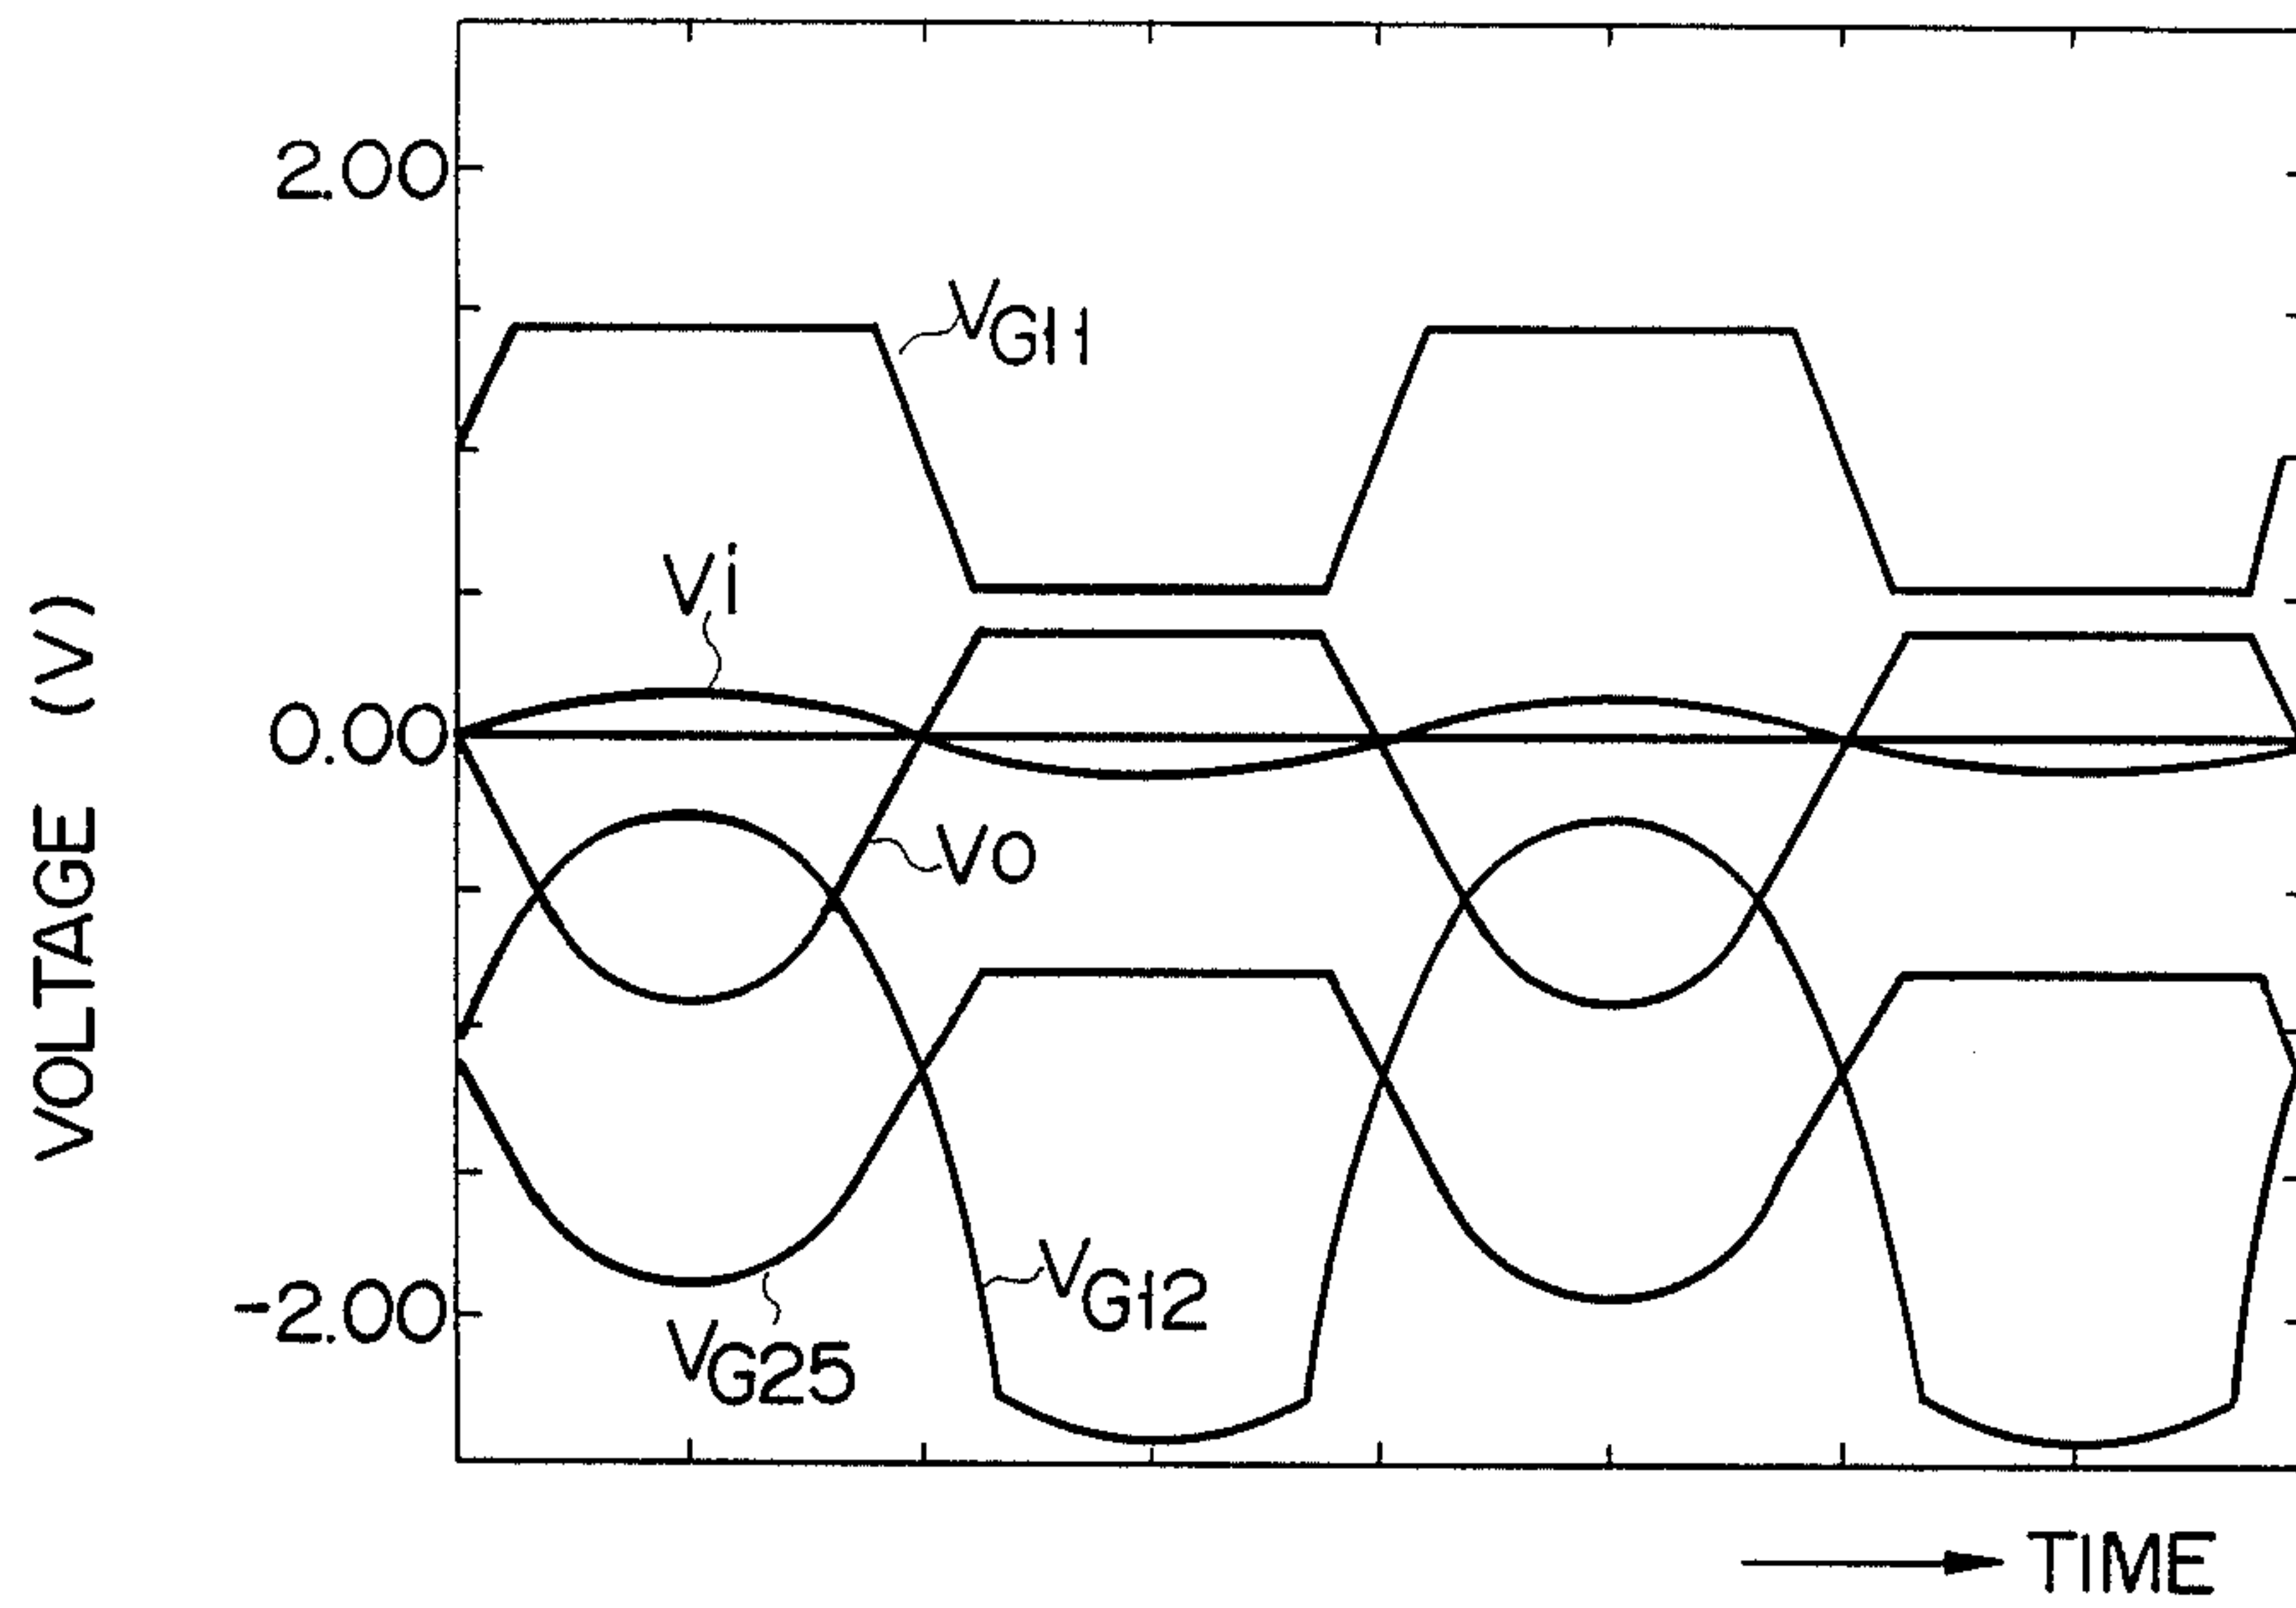 2.00
VG11
Vi
0.00
Vo
VG12
-2.00
VG25
VOLTAGE (V)
TIME